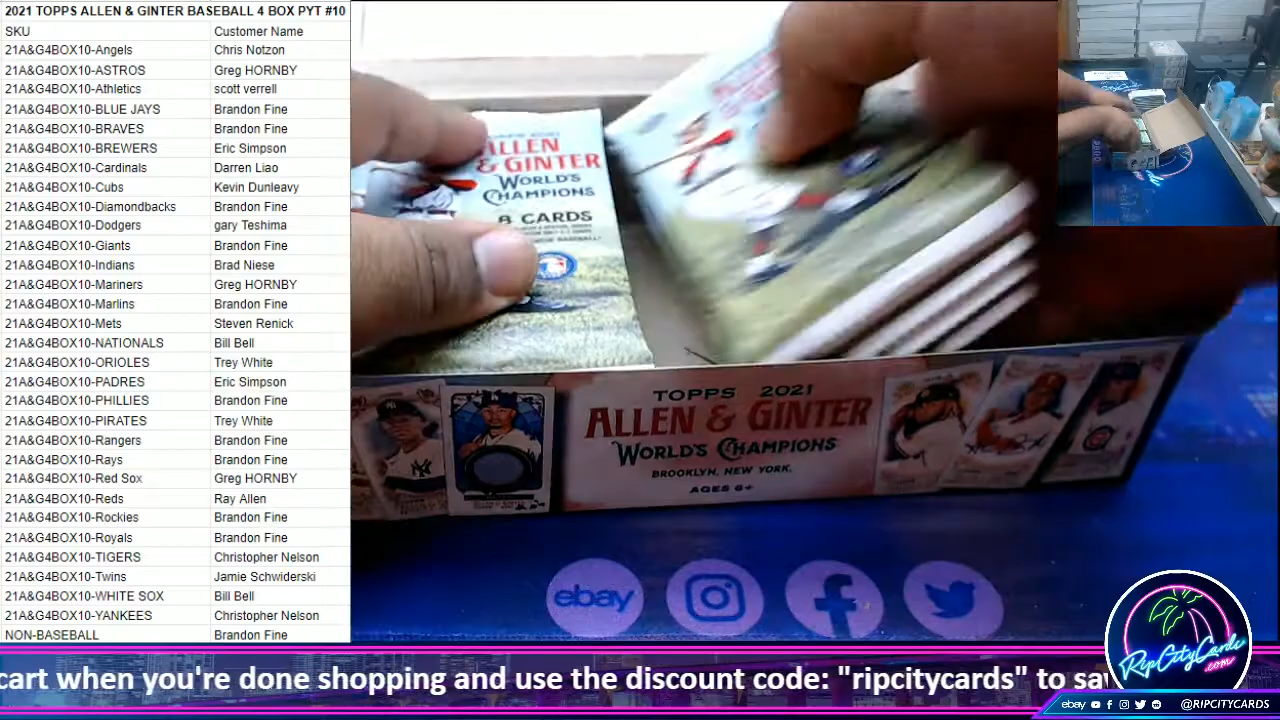 2021 TOPPS ALLEN & GINTER BASEBALL 4 BOX PYT #10
SKU Customer Name
21A&G4BOX10-Angels Chris Notzon
21A&G4BOX10-ASTROS Greg HORNBY
21A&G4BOX10-Athletics scott verrell
21A&G4BOX10-BLUE JAYS Brandon Fine
21A&G4BOX10-BRAVES Brandon Fine
21A&G4BOX10-BREWERS Eric Simpson
21A&G4BOX10-Cardinals Darren Liao
21A&G4BOX10-Cubs Kevin Dunleavy
21A&G4BOX10-Diamondbacks Brandon Fine
21A&G4BOX10-Dodgers gary Teshima
21A&G4BOX10-Giants Brandon Fine
21A&G4BOX10-Indians Brad Niese
21A&G4BOX10-Mariners Greg HORNBY
21A&G4BOX10-Marlins Brandon Fine
21A&G4BOX10-Mets Steven Renick
21A&G4BOX10-NATIONALS Bill Bell
21A&G4BOX10-ORIOLES Trey White
21A&G4BOX10-PADRES Eric Simpson
21A&G4BOX10-PHILLIES Brandon Fine
21A&G4BOX10-PIRATES Trey White
21A&G4BOX10-Rangers Brandon Fine
21A&G4BOX10-Rays Brandon Fine
21A&G4BOX10-Red Sox Greg HORNBY
21A&G4BOX10-Reds Ray Allen
21A&G4BOX10-Rockies Brandon Fine
21A&G4BOX10-Royals Brandon Fine
21A&G4BOX10-TIGERS Christopher Nelson
21A&G4BOX10-Twins Jamie Schwiderski
21A&G4BOX10-WHITE SOX Bill Bell
21A&G4BOX10-YANKEES Christopher Nelson
NON-BASEBALL Brandon Fine
ALLEN
& GINTER
WORLD'S
CHAMPIONS
8 CARDS
TOPPS 2021
ALLEN & GINTER
WORLD'S CHAMPIONS
BROOKLYN, NEW YORK.
AGES 6+
ebay
cart when you're done shopping and use the discount code: "ripcitycards" to sav
RipCityCards
.com
ebay @RIPCITYCARDS